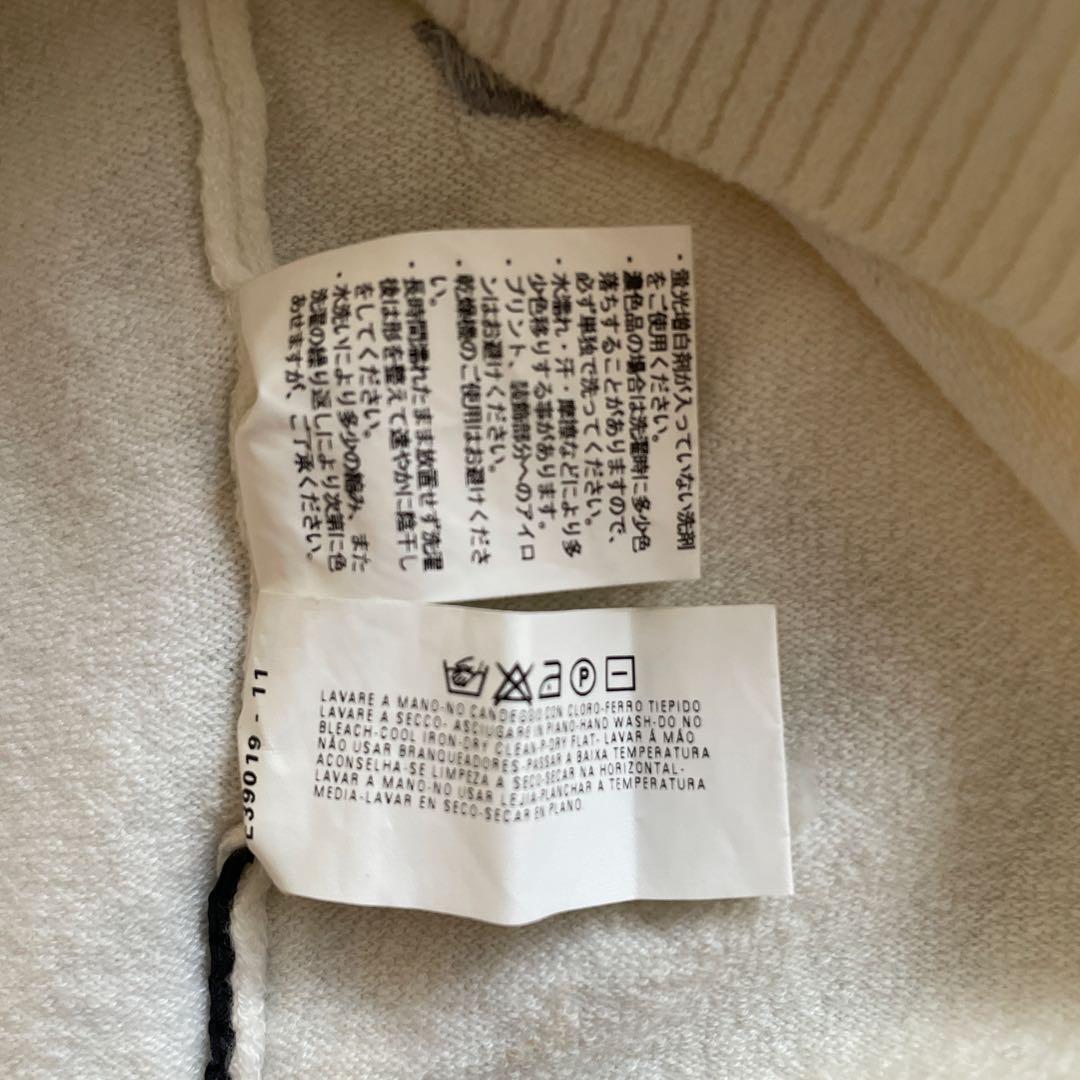 ・蛍光増白剤が入っていない洗剤
をご使用ください。
・濃色品の場合は洗濯時に多少色
落ちすることがありますので、
必ず単独で洗ってください。
・水濡れ・汗・摩擦などにより多
少色移りする事があります。
・プリント、装飾部分へのアイロ
ンはお避けください。
・乾燥機のご使用はお避けくださ
い。
・長時間濡れたまま放置せず洗濯
後は形を整えて速やかに陰干し
をしてください。
・水洗いにより多少の縮み、また
洗濯の繰り返しにより次第に色
あせますが、ご了承ください。
P
LAVARE A MANO-NO CANDEGGIO CON CLORO-FERRO TIEPIDO
LAVARE A SECCO- ASCIUGARE IN PIANO-HAND WASH-DO NO
BLEACH-COOL IRON-DRY CLEAN-P-DRY FLAT- LAVAR Á MÃO
NÃO USAR BRANQUEADORES-PASSAR A BAIXA TEMPERATURA
ACONSELHA-SE LIMPEZA A SECO-SECAR NA HORIZONTAL-
LAVAR A MANO-NO USAR LEJIA-PLANCHAR A TEMPERATURA
MEDIA-LAVAR EN SECO-SECAR EN PLANO.
E39019 - 11